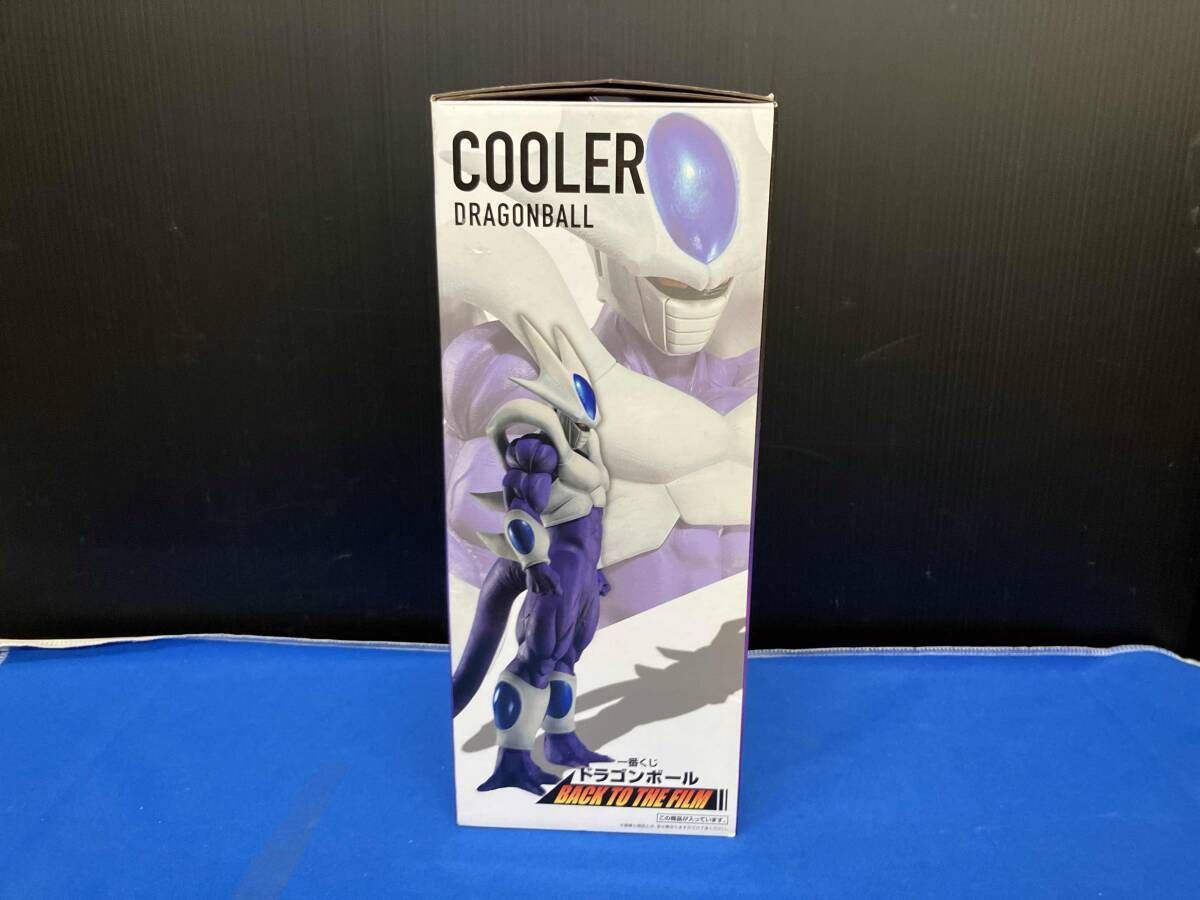 COOLER
DRAGONBALL
一番くじ
ドラゴンボール
BACK TO THE FILM
この商品が入っています。